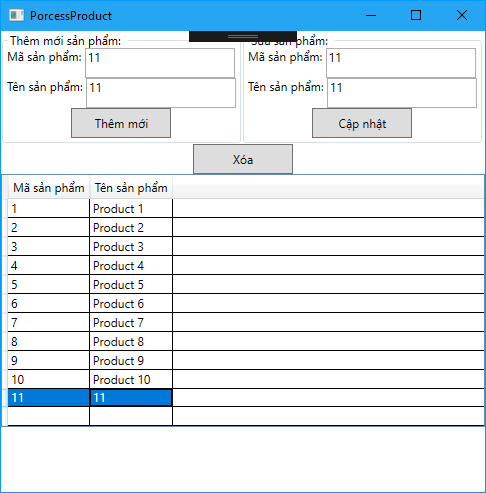 PorcessProduct
Thêm mới sản phẩm:
Mã sản phẩm: 11
Tên sản phẩm: 11
Thêm mới
sản phẩm:
Mã sản phẩm: 11
Tên sản phẩm: 11
Cập nhật
Xóa
Mã sản phẩm Tên sản phẩm
1 Product 1
2 Product 2
3 Product 3
4 Product 4
5 Product 5
6 Product 6
7 Product 7
8 Product 8
9 Product 9
10 Product 10
11 11